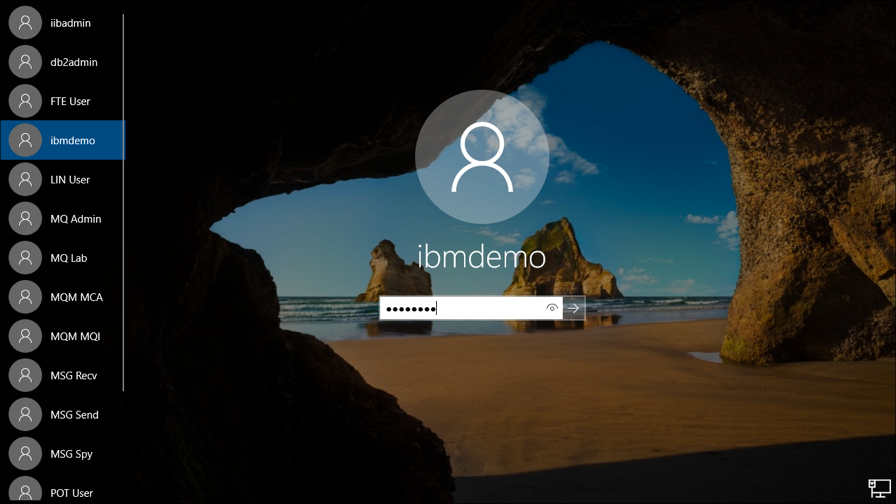 iibadmin
db2admin
FTE User
ibmdemo
LIN User
MQ Admin
MQ Lab
MQM MCA
MQM MQI
MSG Recv
MSG Send
MSG Spy
POT User
ibmdemo